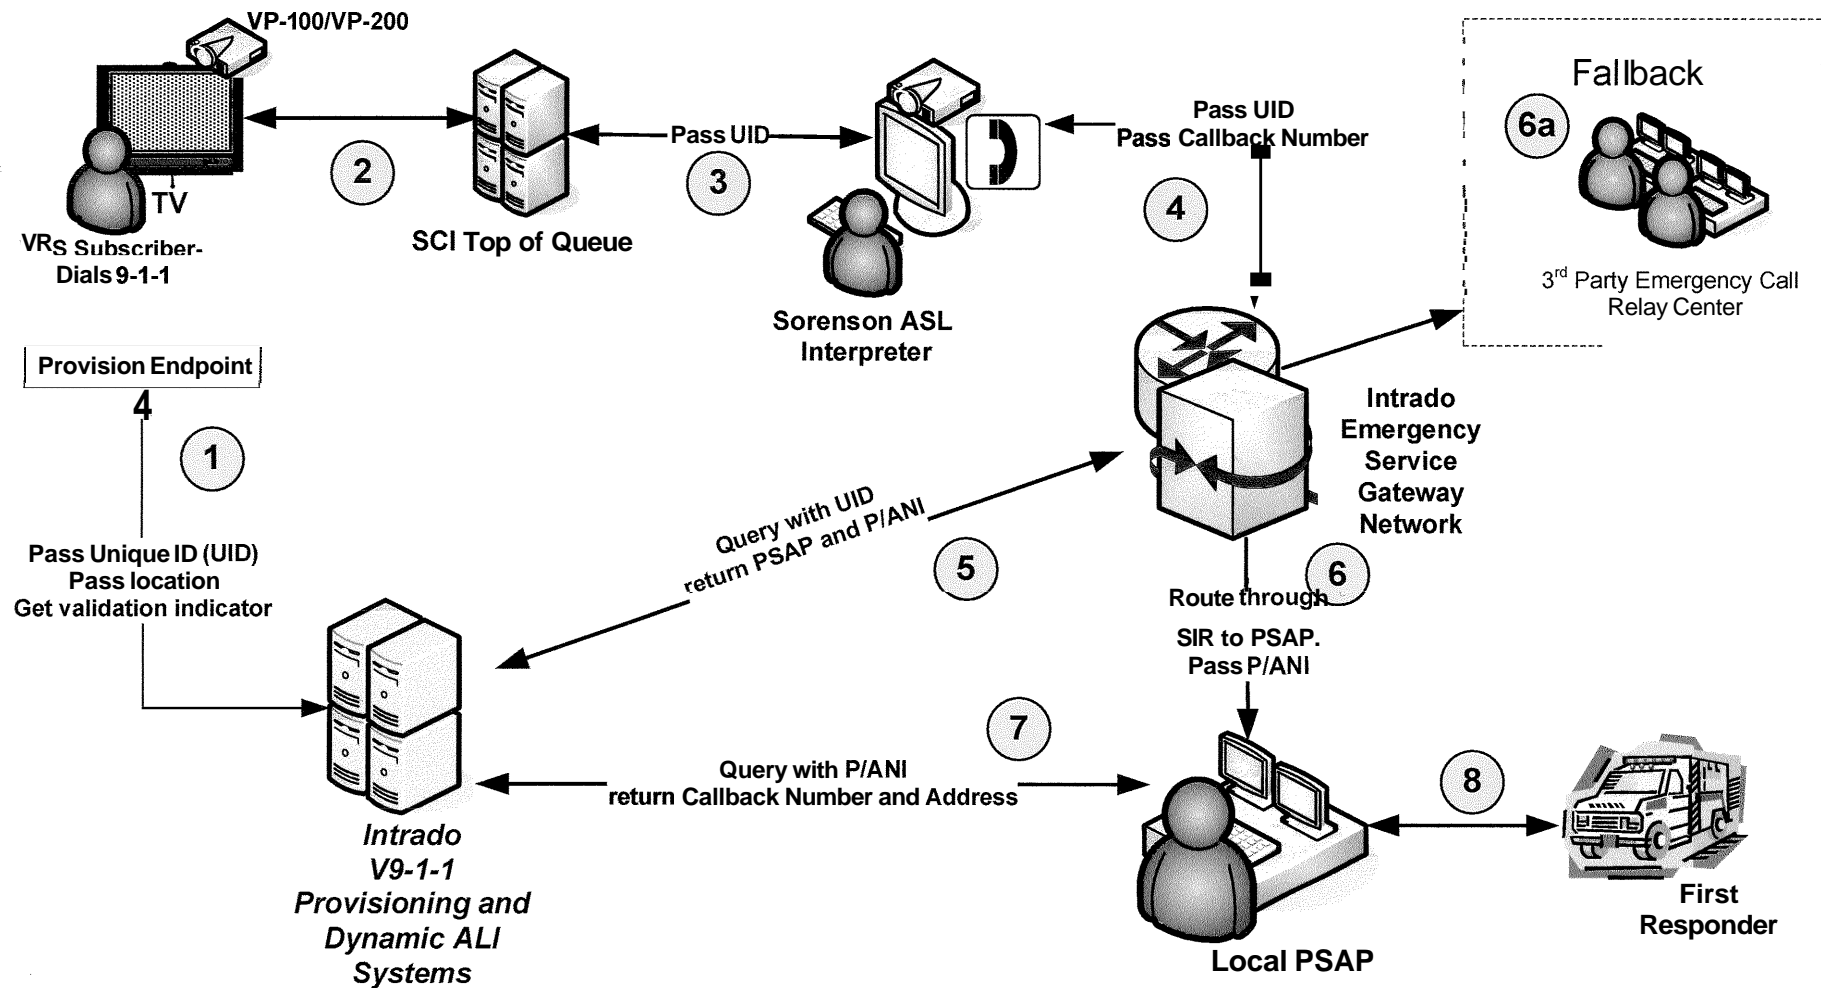 VP-100/VP-200
TV
VRS Subscriber-
Dials 9-1-1
2
SCI Top of Queue
Pass UID
3
Sorenson ASL
Interpreter
Pass UID
Pass Callback Number
4
Fallback
6a
3rd Party Emergency Call
Relay Center
Provision Endpoint
4
1
Pass Unique ID (UID)
Pass location
Get validation indicator
Intrado
V9-1-1
Provisioning and
Dynamic ALI
Systems
Query with UID
return PSAP and P/ANI
5
Intrado
Emergency
Service
Gateway
Network
6
Route through
SIR to PSAP.
Pass P/ANI
7
Query with P/ANI
return Callback Number and Address
Local PSAP
8
First
Responder